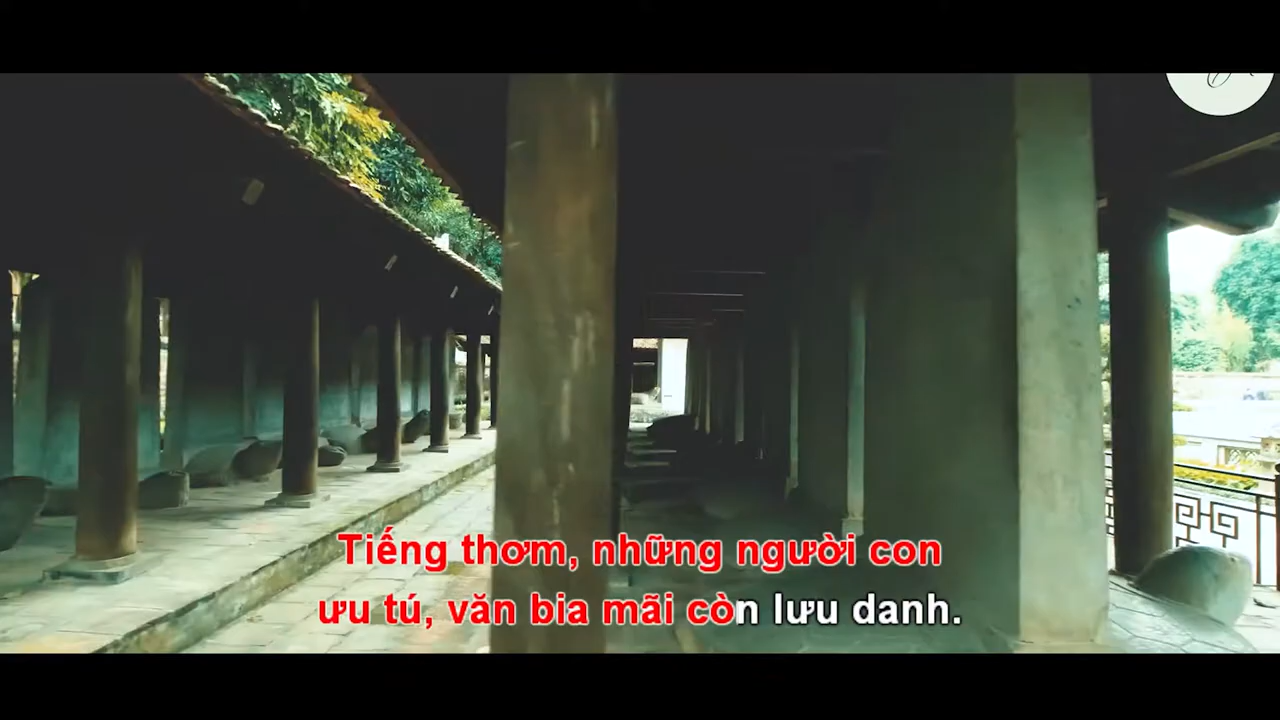 Tiếng thơm, những người con
ưu tú, văn bia mãi còn lưu danh.